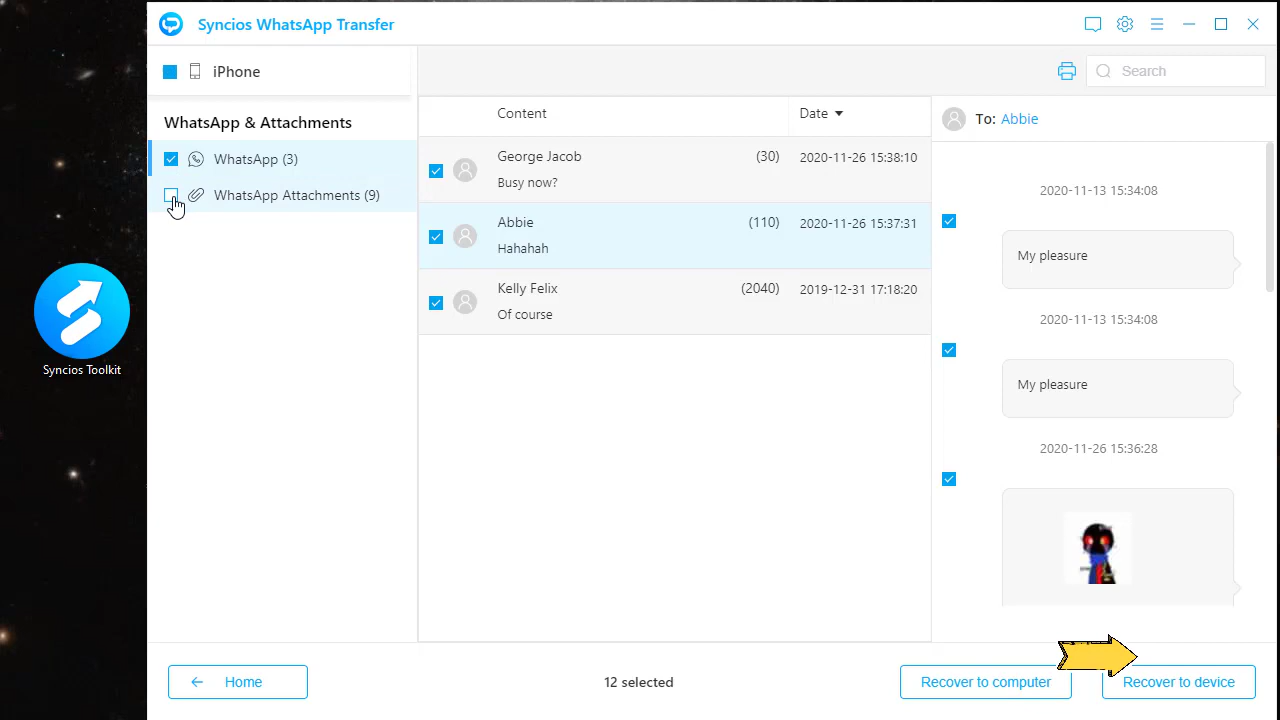 Syncios WhatsApp Transfer
iPhone
Search
WhatsApp & Attachments
WhatsApp (3)
WhatsApp Attachments (9)
Content
Date
George Jacob (30) 2020-11-26 15:38:10
Busy now?
Abbie (110) 2020-11-26 15:37:31
Hahahah
Kelly Felix (2040) 2019-12-31 17:18:20
Of course
To: Abbie
2020-11-13 15:34:08
My pleasure
2020-11-13 15:34:08
My pleasure
2020-11-26 15:36:28
Syncios Toolkit
Home
12 selected
Recover to computer
Recover to device